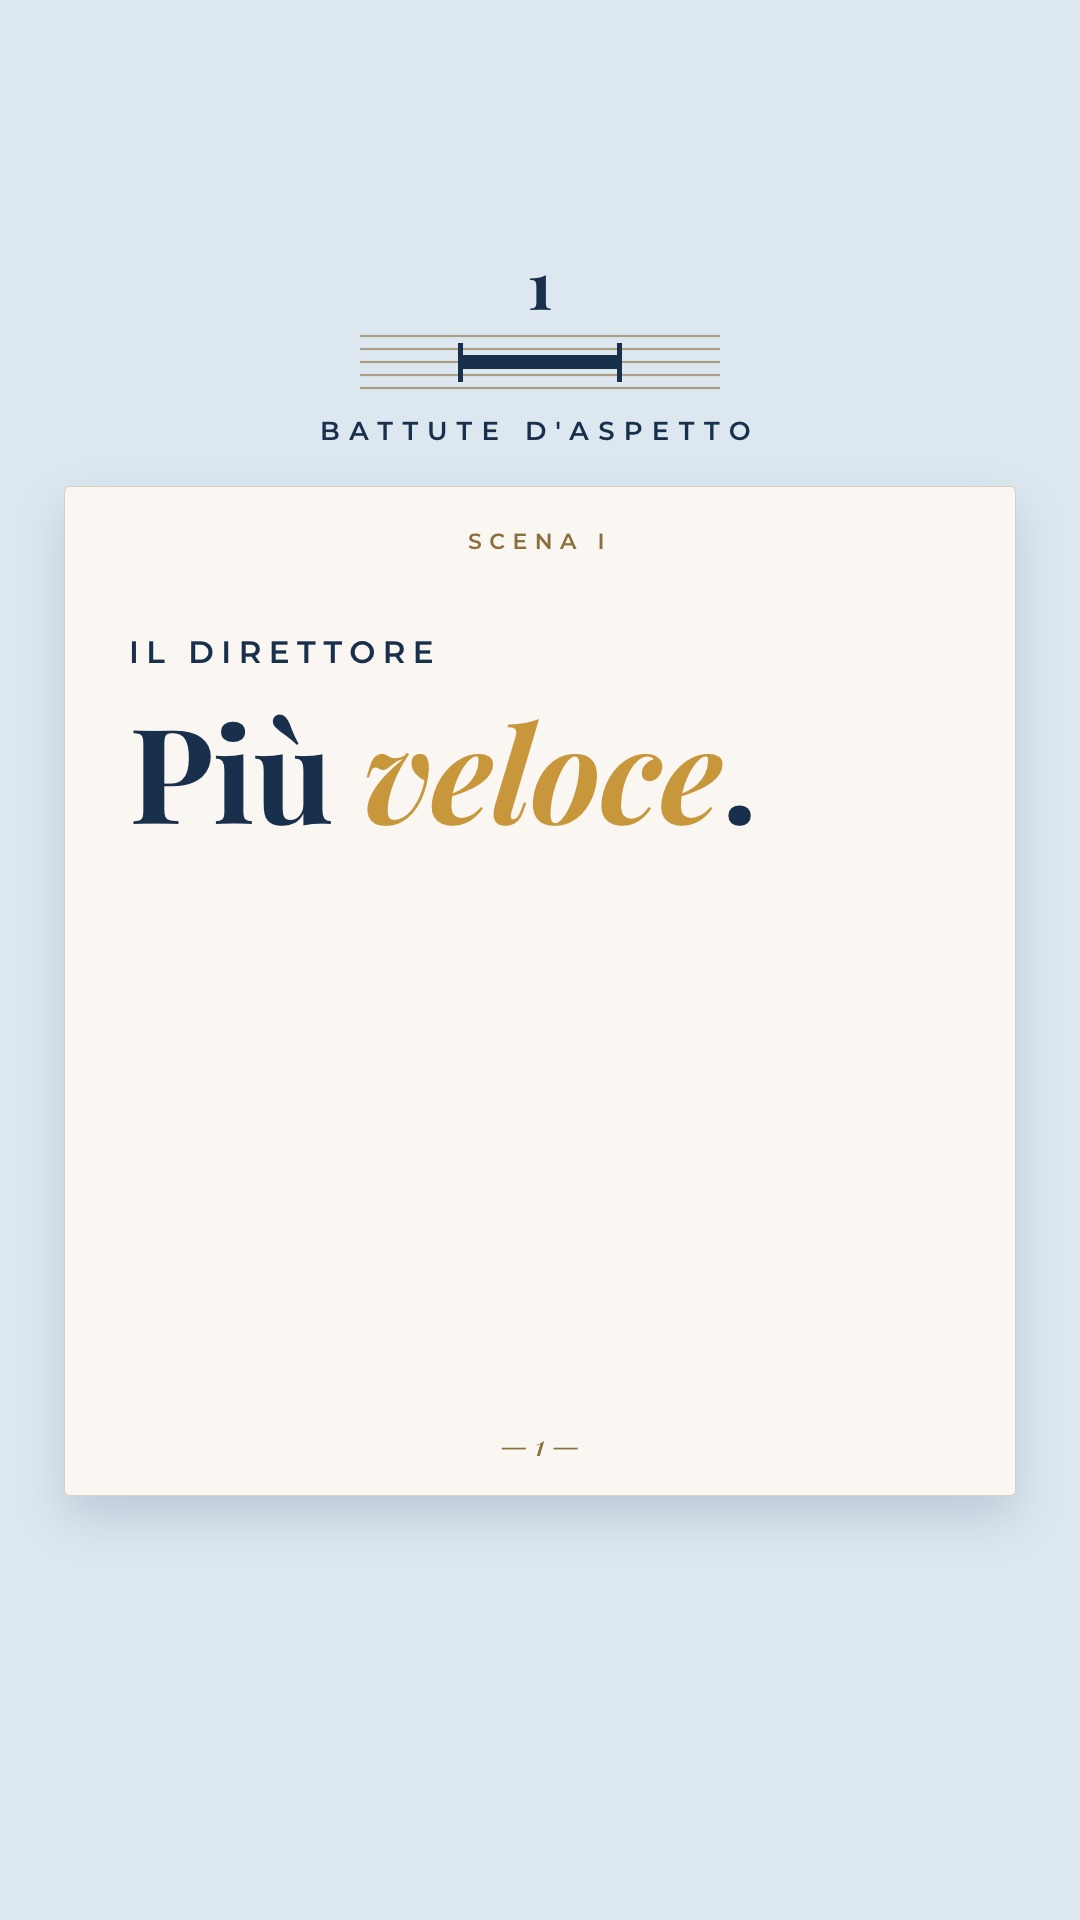 1
BATTUTE D'ASPETTO
SCENA I
IL DIRETTORE
Più veloce.
— 1 —